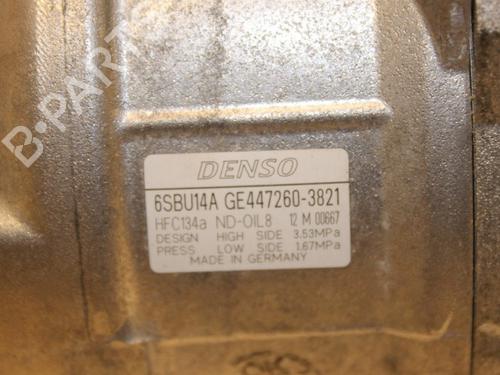 B-PARTS
DENSO
6SBU14A GE447260-3821
HFC134a ND-OIL8 12 M 00667
DESIGN HIGH SIDE 3.53MPa
PRESS LOW SIDE 1.67MPa
MADE IN GERMANY